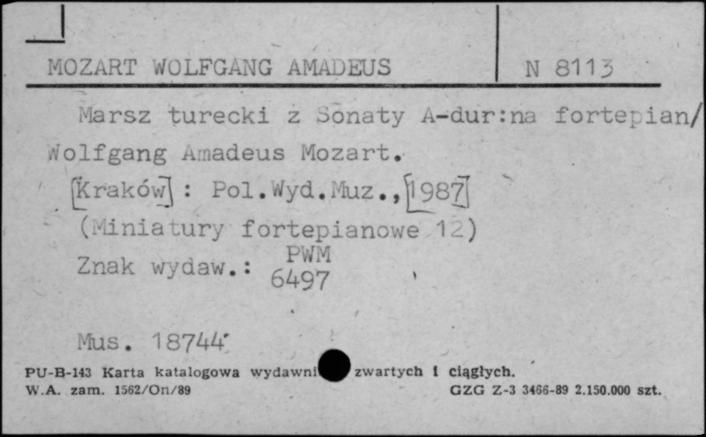 MOZART WOLFGANG AMADEUS N 8113
Marsz turecki z Sonaty A-dur:na fortepian/
Wolfgang Amadeus Mozart.
[Kraków] : Pol.Wyd.Muz.,[1987]
(Miniatury fortepianowe 12)
Znak wydaw.: PWM
6497
Mus. 18744
PU-B-143 Karta katalogowa wydawni zwartych i ciągłych.
W.A. zam. 1562/On/89 GZG Z-3 3466-89 2.150.000 szt.